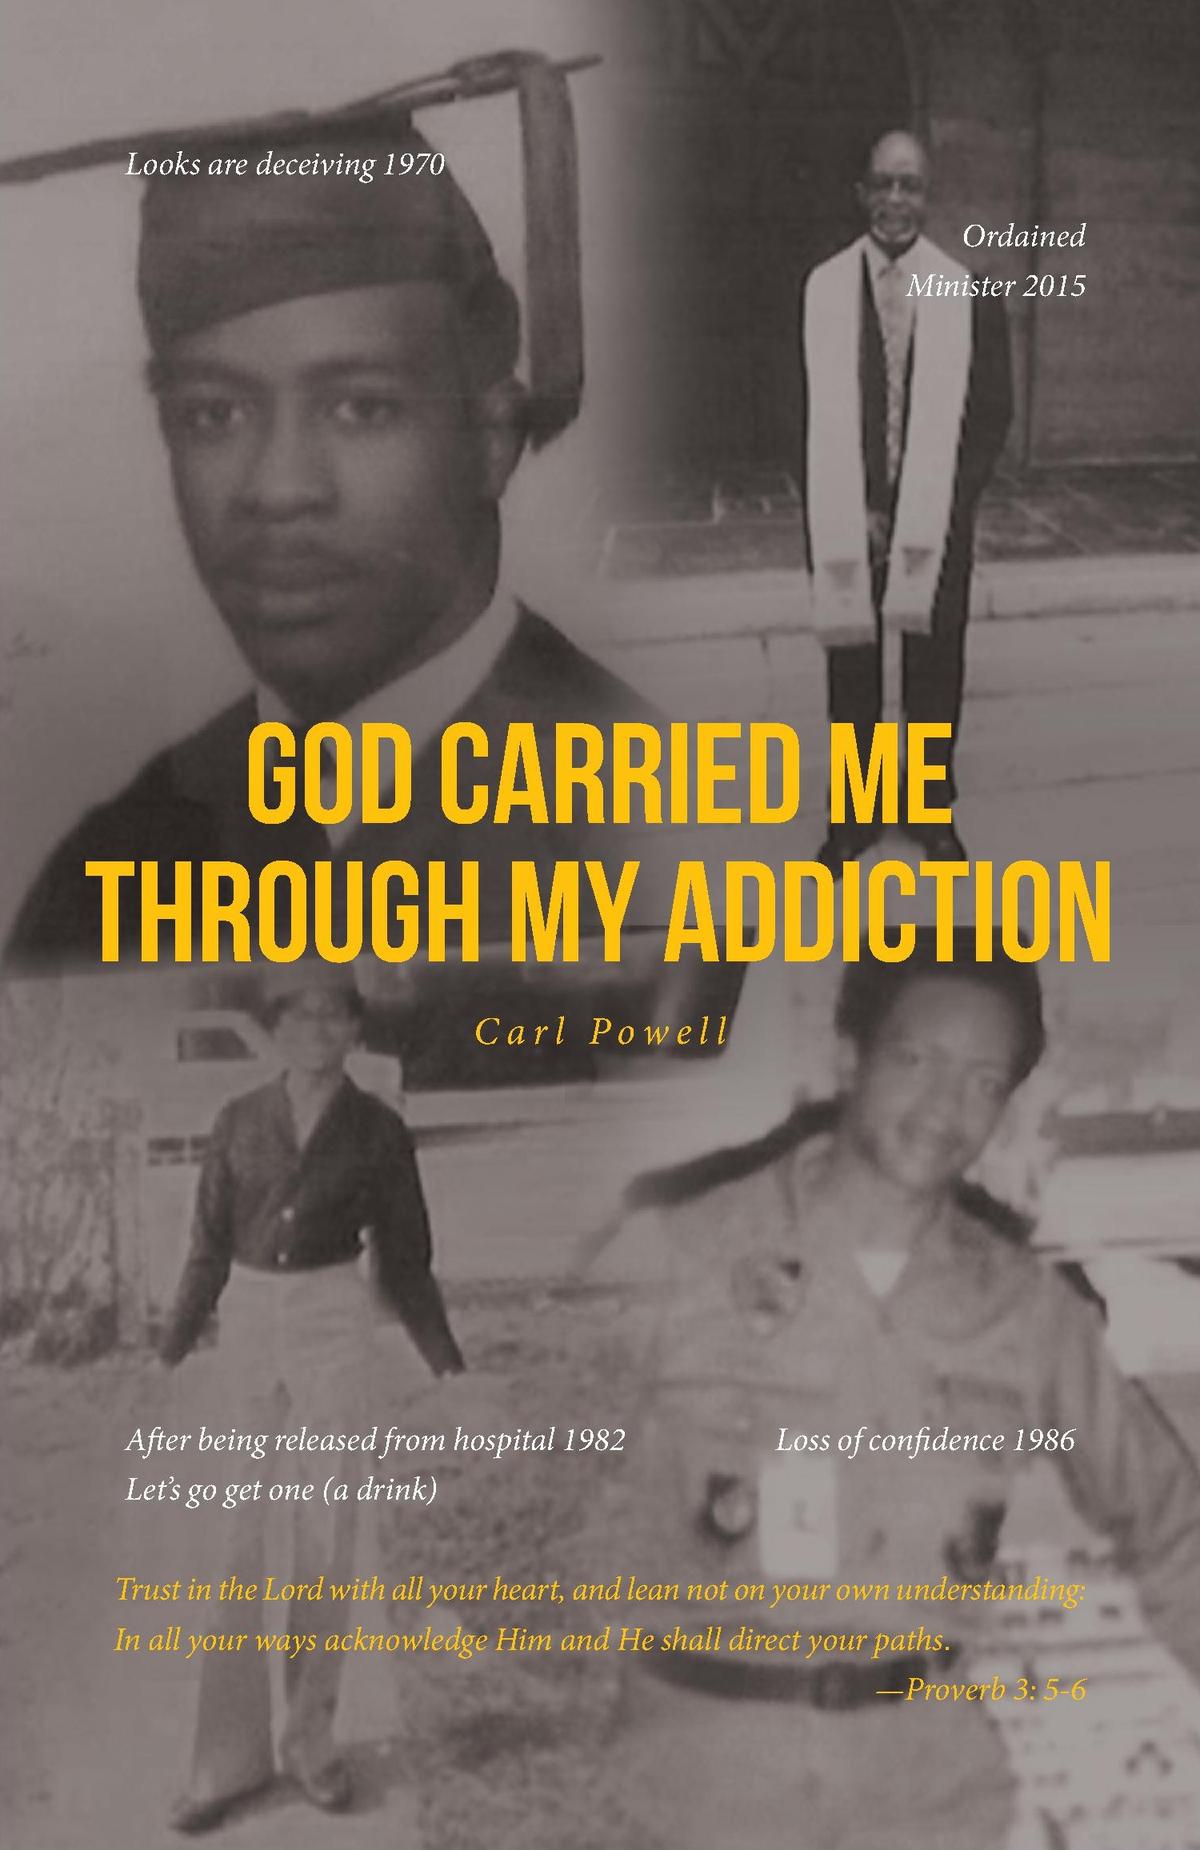 Looks are deceiving 1970
Ordained
Minister 2015
GOD CARRIED ME
THROUGH MY ADDICTION
Carl Powell
After being released from hospital 1982
Let's go get one (a drink)
Loss of confidence 1986
Trust in the Lord with all your heart, and lean not on your own understanding:
In all your ways acknowledge Him and He shall direct your paths.
—Proverb 3: 5-6